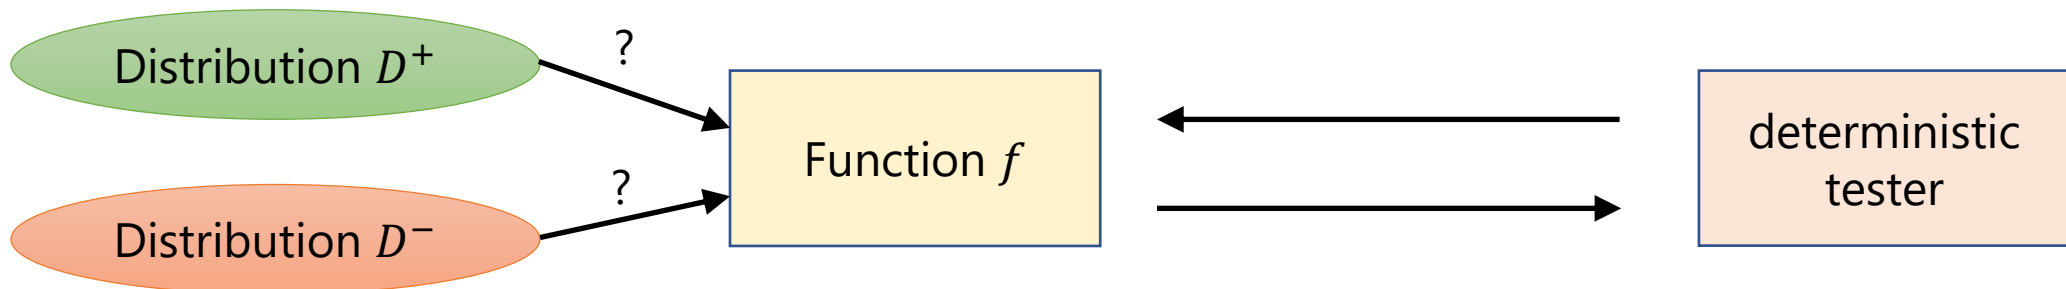 Distribution D⁺
?
Function f
deterministic
tester
?
Distribution D⁻